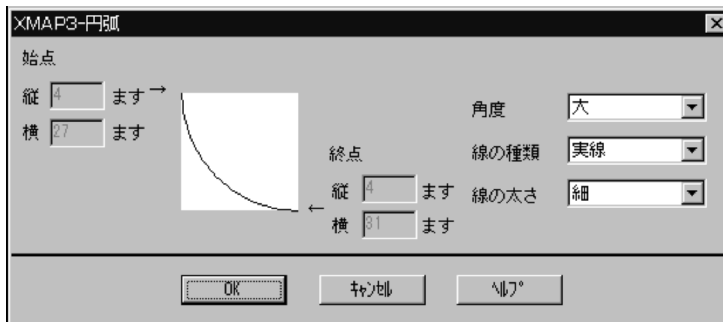 XMAP3-円弧
始点
縦 4 ます→
横 27 ます
終点
縦 4 ます
←
横 31 ます
角度 大
線の種類 実線
線の太さ 細
OK ｷｬﾝｾﾙ ﾍﾙﾌﾟ